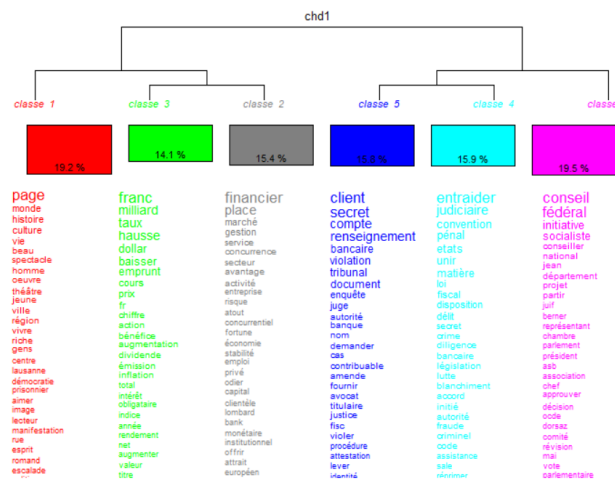 chd1
classe 1
classe 3
classe 2
classe 5
classe 4
classe
19.2 %
14.1 %
15.4 %
15.8 %
15.9 %
19.5 %
page
monde
histoire
culture
vie
beau
spectacle
homme
oeuvre
théâtre
jeune
ville
région
vivre
riche
gens
centre
lausanne
démocratie
prisonnier
aimer
image
lecteur
manifestation
rue
esprit
romand
escalade
franc
milliard
taux
hausse
dollar
baisser
emprunt
cours
prix
fr
chiffre
action
bénéfice
augmentation
dividende
émission
inflation
total
intérêt
obligataire
indice
année
rendement
net
augmenter
valeur
titre
financier
place
marché
gestion
service
concurrence
secteur
avantage
activité
entreprise
risque
atout
concurrentiel
fortune
économie
stabilité
emploi
privé
odier
capital
clientèle
lombard
bank
monétaire
institutionnel
offrir
attrait
européen
client
secret
compte
renseignement
bancaire
violation
tribunal
document
enquête
juge
autorité
banque
nom
demander
cas
contribuable
amende
fournir
avocat
titulaire
justice
fisc
violer
procédure
attestation
lever
identité
entraider
judiciaire
convention
pénal
etats
unir
matière
loi
fiscal
disposition
délit
secret
crime
diligence
bancaire
législation
lutte
blanchiment
accord
initié
autorité
fraude
criminel
code
assistance
sale
réprimer
conseil
fédéral
initiative
socialiste
conseiller
national
jean
département
projet
partir
juif
berner
représentant
chambre
parlement
président
asb
association
chef
approuver
décision
ocde
dorsaz
comité
révision
mai
vote
parlementaire